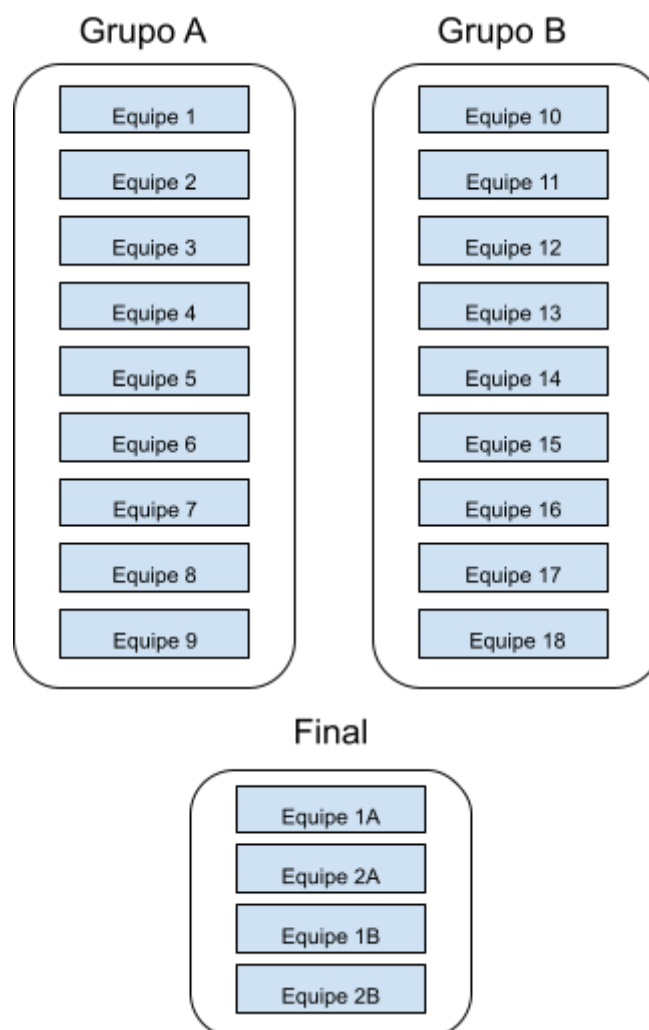 Grupo A
Equipe 1
Equipe 2
Equipe 3
Equipe 4
Equipe 5
Equipe 6
Equipe 7
Equipe 8
Equipe 9
Grupo B
Equipe 10
Equipe 11
Equipe 12
Equipe 13
Equipe 14
Equipe 15
Equipe 16
Equipe 17
Equipe 18
Final
Equipe 1A
Equipe 2A
Equipe 1B
Equipe 2B